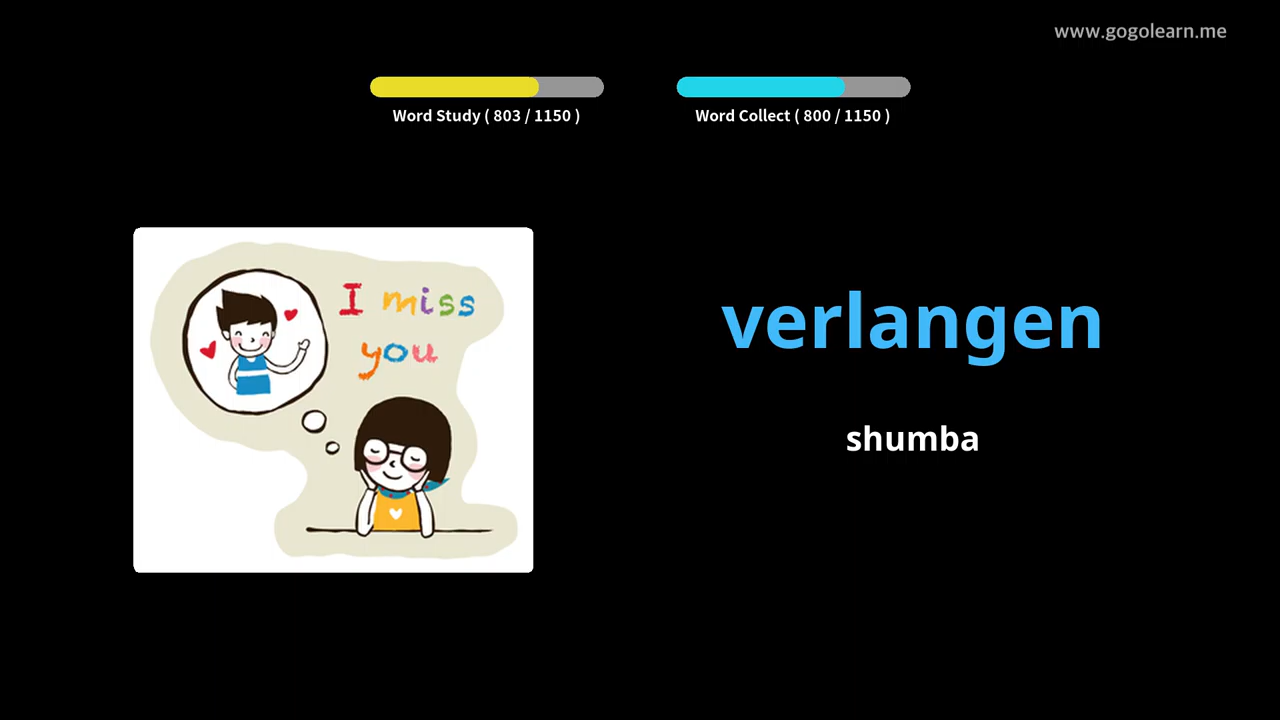 www.gogolearn.me
Word Study ( 803 / 1150 )
Word Collect ( 800 / 1150 )
I miss
you
verlangen
shumba